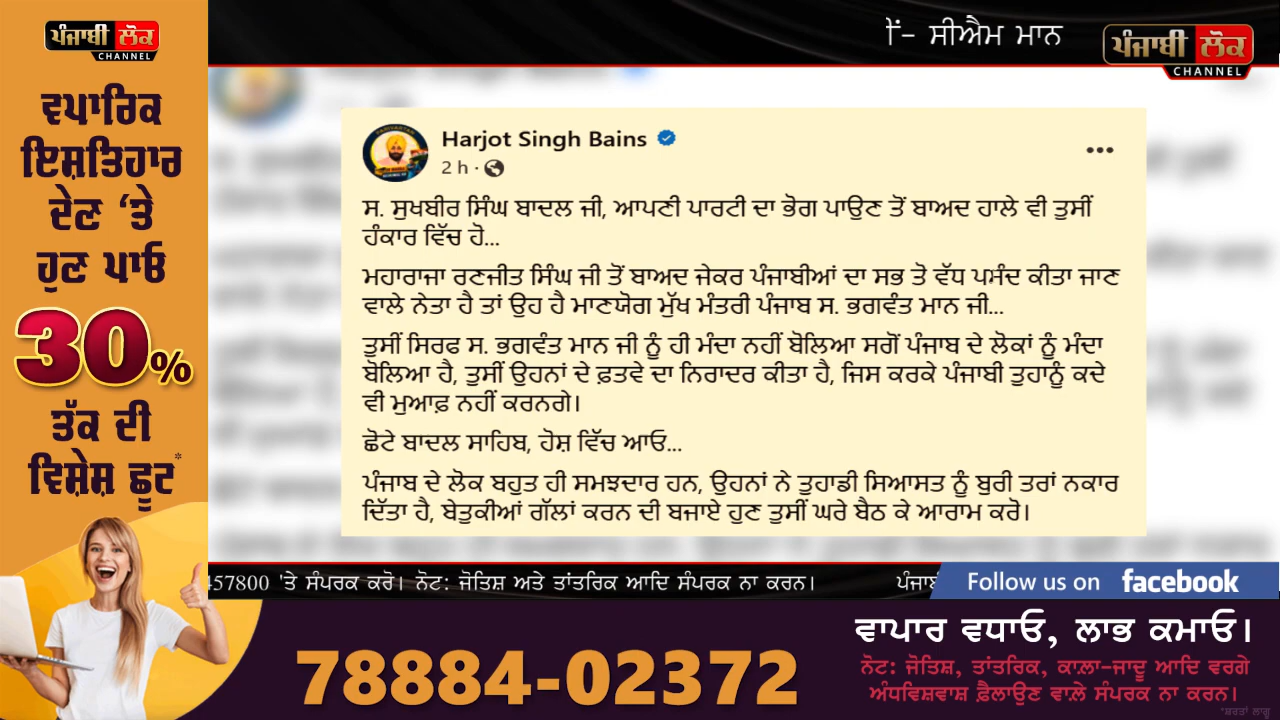 ਪੰਜਾਬੀ ਲੋਕ
CHANNEL
ਵਪਾਰਿਕ
ਇਸ਼ਤਿਹਾਰ
ਦੇਣ ‘ਤੇ
ਹੁਣ ਪਾਓ
30%
ਤੱਕ ਦੀ
ਵਿਸ਼ੇਸ਼ ਛੂਟ*
– ਸੀਐਮ ਮਾਨ
ਪੰਜਾਬੀ ਲੋਕ
CHANNEL
Harjot Singh Bains
2 h ·
ਸ. ਸੁਖਬੀਰ ਸਿੰਘ ਬਾਦਲ ਜੀ, ਆਪਣੀ ਪਾਰਟੀ ਦਾ ਭੋਗ ਪਾਉਣ ਤੋਂ ਬਾਅਦ ਹਾਲੇ ਵੀ ਤੁਸੀਂ
ਹੰਕਾਰ ਵਿੱਚ ਹੋ...
ਮਹਾਰਾਜਾ ਰਣਜੀਤ ਸਿੰਘ ਜੀ ਤੋਂ ਬਾਅਦ ਜੇਕਰ ਪੰਜਾਬੀਆਂ ਦਾ ਸਭ ਤੋ ਵੱਧ ਪਸੰਦ ਕੀਤਾ ਜਾਣ
ਵਾਲੇ ਨੇਤਾ ਹੈ ਤਾਂ ਉਹ ਹੈ ਮਾਣਯੋਗ ਮੁੱਖ ਮੰਤਰੀ ਪੰਜਾਬ ਸ. ਭਗਵੰਤ ਮਾਨ ਜੀ...
ਤੁਸੀਂ ਸਿਰਫ ਸ. ਭਗਵੰਤ ਮਾਨ ਜੀ ਨੂੰ ਹੀ ਮੰਦਾ ਨਹੀਂ ਬੋਲਿਆ ਸਗੋਂ ਪੰਜਾਬ ਦੇ ਲੋਕਾਂ ਨੂੰ ਮੰਦਾ
ਬੋਲਿਆ ਹੈ, ਤੁਸੀਂ ਉਹਨਾਂ ਦੇ ਫ਼ਤਵੇ ਦਾ ਨਿਰਾਦਰ ਕੀਤਾ ਹੈ, ਜਿਸ ਕਰਕੇ ਪੰਜਾਬੀ ਤੁਹਾਨੂੰ ਕਦੇ
ਵੀ ਮੁਆਫ਼ ਨਹੀਂ ਕਰਨਗੇ।
ਛੋਟੇ ਬਾਦਲ ਸਾਹਿਬ, ਹੋਸ਼ ਵਿੱਚ ਆਓ...
ਪੰਜਾਬ ਦੇ ਲੋਕ ਬਹੁਤ ਹੀ ਸਮਝਦਾਰ ਹਨ, ਉਹਨਾਂ ਨੇ ਤੁਹਾਡੀ ਸਿਆਸਤ ਨੂੰ ਬੁਰੀ ਤਰਾਂ ਨਕਾਰ
ਦਿੱਤਾ ਹੈ, ਬੇਤੁਕੀਆਂ ਗੱਲਾਂ ਕਰਨ ਦੀ ਬਜਾਏ ਹੁਣ ਤੁਸੀਂ ਘਰੇ ਬੈਠ ਕੇ ਆਰਾਮ ਕਰੋ।
457800 'ਤੇ ਸੰਪਰਕ ਕਰੋ। ਨੋਟ: ਜੋਤਿਸ਼ ਅਤੇ ਤਾਂਤਰਿਕ ਆਦਿ ਸੰਪਰਕ ਨਾ ਕਰਨ।
Follow us on facebook
78884-02372
ਵਾਪਾਰ ਵਧਾਓ, ਲਾਭ ਕਮਾਓ।
ਨੋਟ: ਜੋਤਿਸ਼, ਤਾਂਤਰਿਕ, ਕਾਲਾ-ਜਾਦੂ ਆਦਿ ਵਰਗੇ
ਅੰਧਵਿਸ਼ਵਾਸ਼ ਫ਼ੈਲਾਉਣ ਵਾਲੇ ਸੰਪਰਕ ਨਾ ਕਰਨ।
*ਸ਼ਰਤਾਂ ਲਾਗੂ